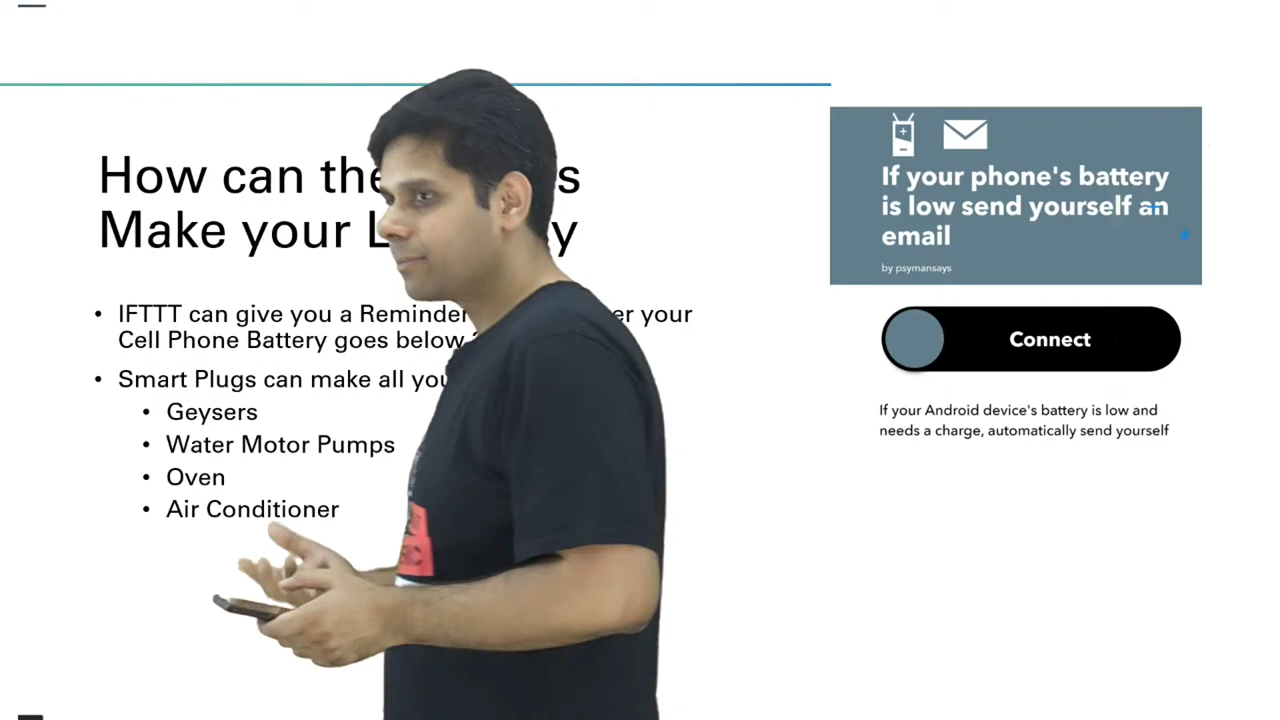 How can the s
Make your L y
• IFTTT can give you a Reminder er your
Cell Phone Battery goes below
• Smart Plugs can make all you
• Geysers
• Water Motor Pumps
• Oven
• Air Conditioner
If your phone's battery
is low send yourself an
email
by psymansays
Connect
If your Android device's battery is low and
needs a charge, automatically send yourself